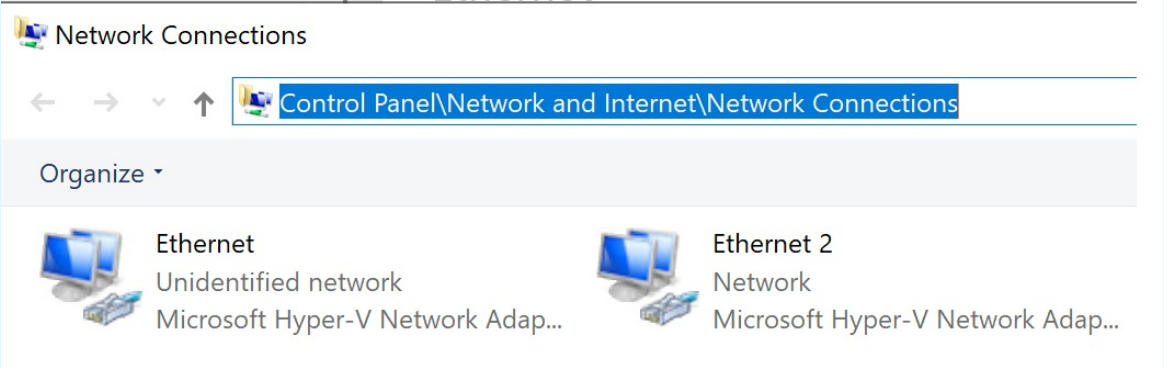 Network Connections
Control Panel\Network and Internet\Network Connections
Organize
Ethernet
Unidentified network
Microsoft Hyper-V Network Adap...
Ethernet 2
Network
Microsoft Hyper-V Network Adap...